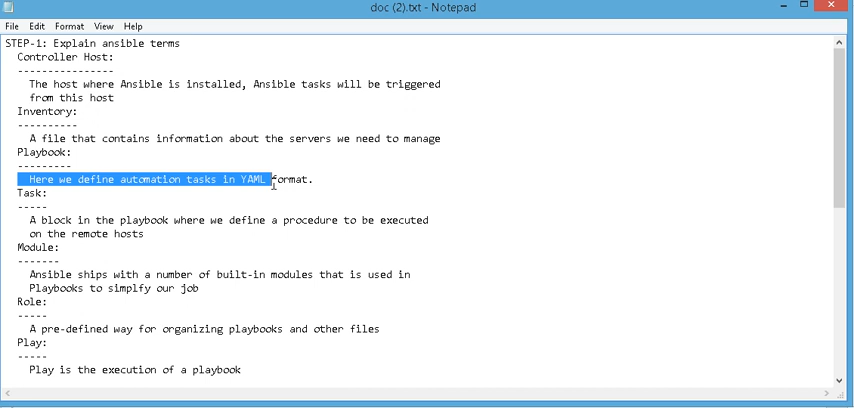 doc (2).txt - Notepad
File Edit Format View Help
STEP-1: Explain ansible terms
Controller Host:
----------------
The host where Ansible is installed, Ansible tasks will be triggered
from this host
Inventory:
----------
A file that contains information about the servers we need to manage
Playbook:
---------
Here we define automation tasks in YAML format.
Task:
-----
A block in the playbook where we define a procedure to be executed
on the remote hosts
Module:
-------
Ansible ships with a number of built-in modules that is used in
Playbooks to simplfy our job
Role:
-----
A pre-defined way for organizing playbooks and other files
Play:
-----
Play is the execution of a playbook